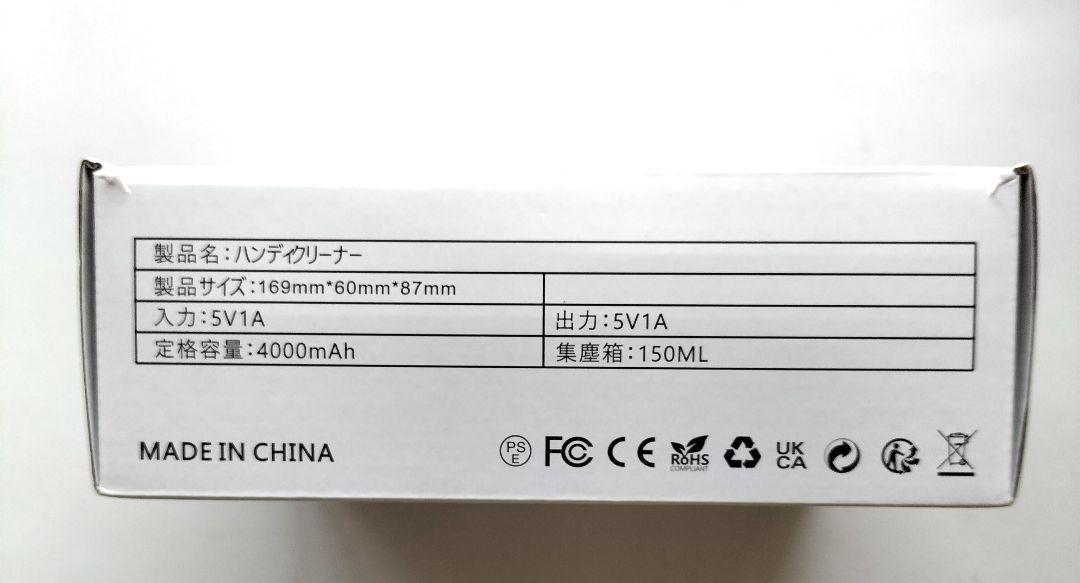 製品名：ハンディクリーナー
製品サイズ：169mm*60mm*87mm
入力：5V1A
出力：5V1A
定格容量：4000mAh
集塵箱：150ML
MADE IN CHINA
PSE FC CE RoHS COMPLIANT UKCA